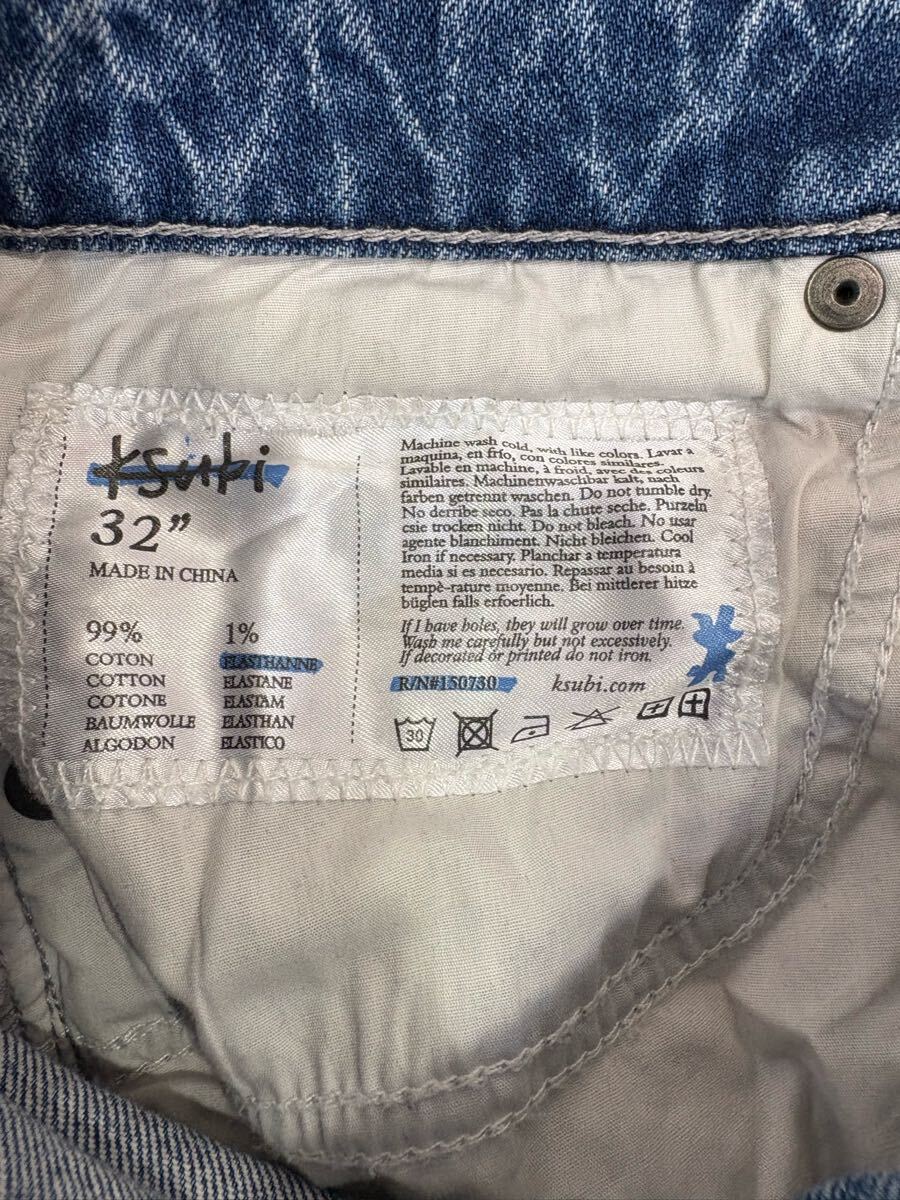 ksubi
32”
MADE IN CHINA
99%
COTON
COTTON
COTONE
BAUMWOLLE
ALGODON
1%
ELASTHANNE
ELASTANE
ELASTAM
ELASTHAN
ELASTICO
Machine wash cold, with like colors. Lavar a
maquina, en frío, con colores similares.
Lavable en machine, à froid, avec des coleurs
similaires. Machinenwaschbar kalt, nach
farben getrennt waschen. Do not tumble dry.
No derribe seco. Pas la chute seche. Purzeln
csie trocken nicht. Do not bleach. No usar
agente blanchiment. Nicht bleichen. Cool
Iron if necessary. Planchar a temperatura
media si es necesario. Repassar au besoin à
tempè-rature moyenne. Bei mittlerer hitze
büglen falls erfoerlich.
If I have holes, they will grow over time.
Wash me carefully but not excessively.
If decorated or printed do not iron.
R/N#150730 ksubi.com
30